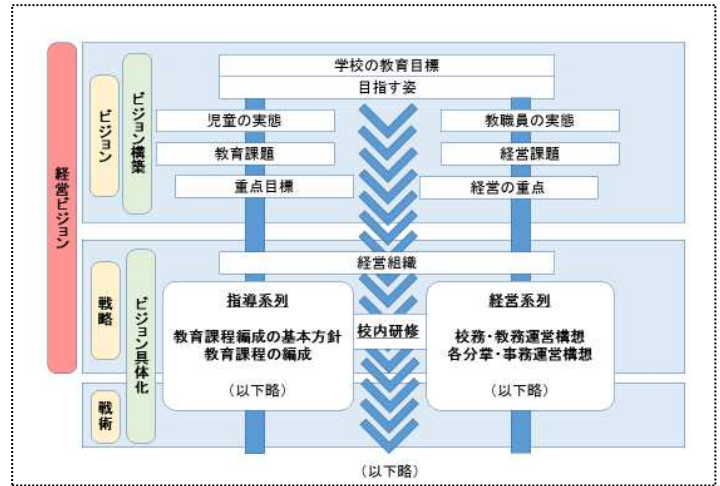 経営ビジョン
ビジョン
ビジョン構築
学校の教育目標
目指す姿
児童の実態
教職員の実態
教育課題
経営課題
重点目標
経営の重点
戦略
ビジョン具体化
経営組織
指導系列
教育課程編成の基本方針
教育課程の編成
(以下略)
校内研修
経営系列
校務・教務運営構想
各分掌・事務運営構想
(以下略)
戦術
(以下略)